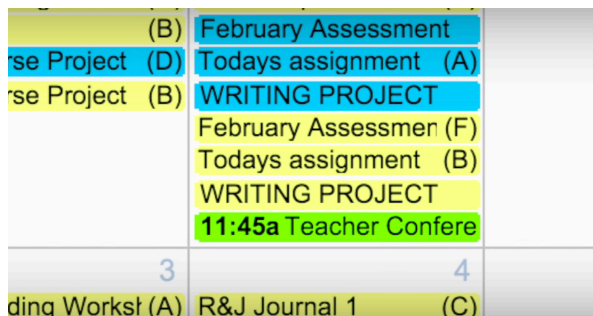 (B)
rse Project (D)
rse Project (B)
February Assessment
Todays assignment (A)
WRITING PROJECT
February Assessmen (F)
Todays assignment (B)
WRITING PROJECT
11:45a Teacher Confere
3
ding Worksh (A)
4
R&J Journal 1 (C)